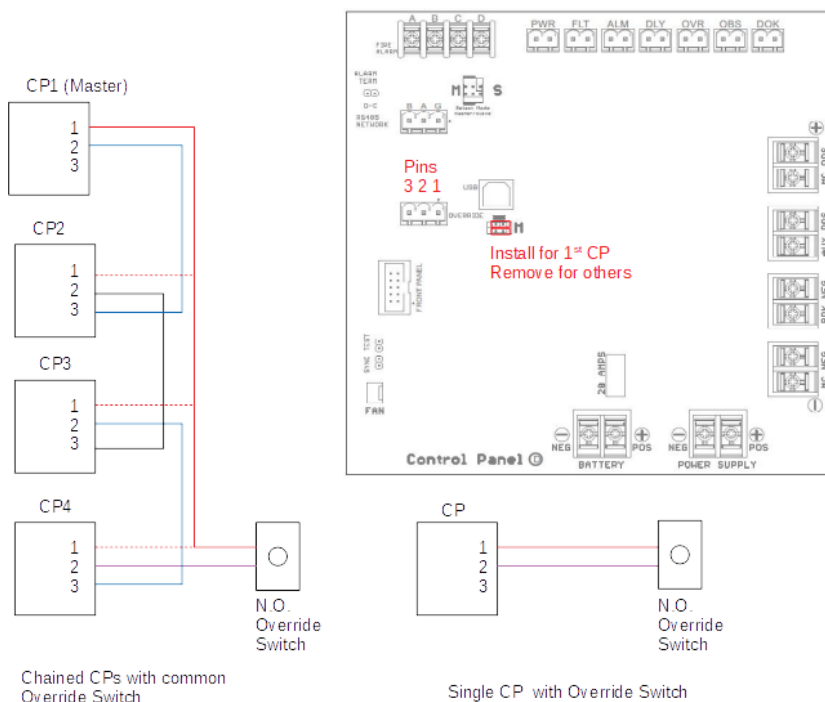 A B C D
PWR FLT ALM DLY OVR OBS DOK
FIRE
ALARM
ALARM
TERM
M S
D-C
B A G
RS485
NETWORK
Pins
3 2 1
USB
OVERRIDE
M
Install for 1st CP
Remove for others
FRONT PANEL
SYNC TEST
FAN
20 AMPS
NEG
POS
BATTERY
NEG
POS
POWER SUPPLY
Control Panel ©
CP1 (Master)
1
2
3
CP2
1
2
3
CP3
1
2
3
CP4
1
2
3
N.O.
Override
Switch
Chained CPs with common
Override Switch
CP
1
2
3
N.O.
Override
Switch
Single CP with Override Switch